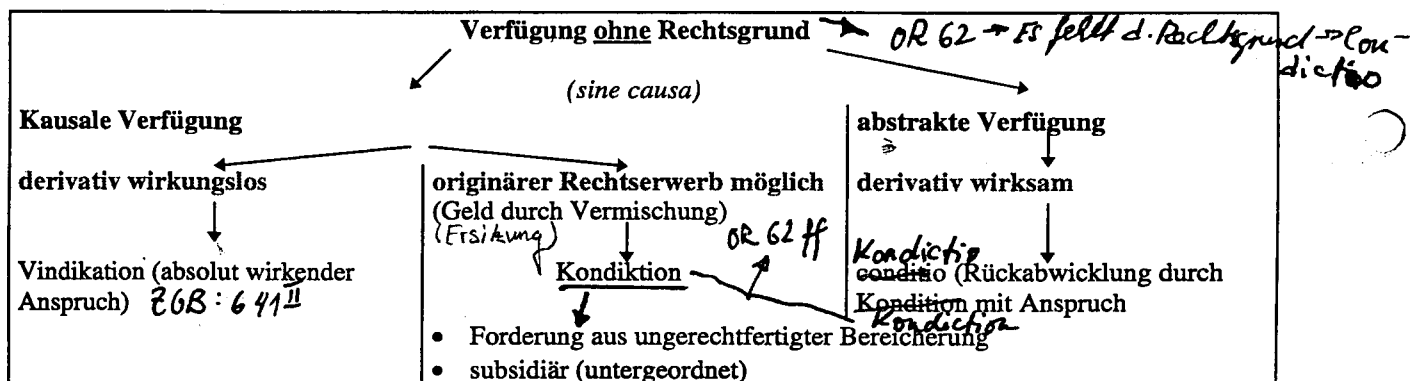 Verfügung ohne Rechtsgrund
OR 62 → Es fehlt d. Rechtsgrund → Con-
dictio
(sine causa)
Kausale Verfügung
abstrakte Verfügung
derivativ wirkungslos
originärer Rechtserwerb möglich
derivativ wirksam
(Geld durch Vermischung)
(Ersitzung)
OR 62 ff
Kondictio
Vindikation (absolut wirkender
Anspruch) ZGB: 641 II
Kondiktion
conditio (Rückabwicklung durch
Kondition mit Anspruch
Kondiction
• Forderung aus ungerechtfertigter Bereicherung
• subsidiär (untergeordnet)